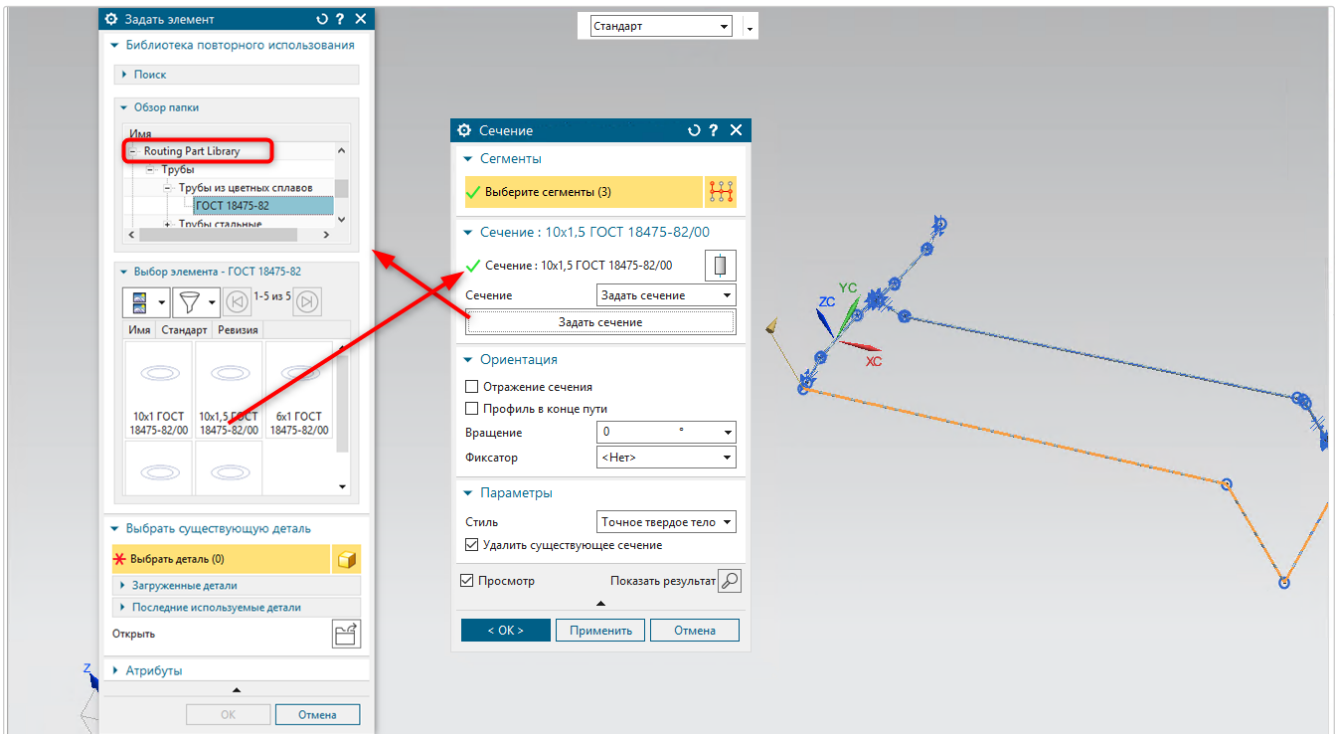 Задать элемент
Библиотека повторного использования
Поиск
Обзор папки
Имя
Routing Part Library
Трубы
Трубы из цветных сплавов
ГОСТ 18475-82
Трубы стальные
Выбор элемента - ГОСТ 18475-82
1-5 из 5
Имя Стандарт Ревизия
10x1 ГОСТ 18475-82/00
10x1,5 ГОСТ 18475-82/00
6x1 ГОСТ 18475-82/00
Выбрать существующую деталь
Выбрать деталь (0)
Загруженные детали
Последние используемые детали
Открыть
Атрибуты
ОК Отмена
Стандарт
Сечение
Сегменты
Выберите сегменты (3)
Сечение : 10x1,5 ГОСТ 18475-82/00
Сечение : 10x1,5 ГОСТ 18475-82/00
Сечение Задать сечение
Задать сечение
Ориентация
Отражение сечения
Профиль в конце пути
Вращение 0 °
Фиксатор <Нет>
Параметры
Стиль Точное твердое тело
Удалить существующее сечение
Просмотр Показать результат
< ОК > Применить Отмена
YC
ZC
XC
Z